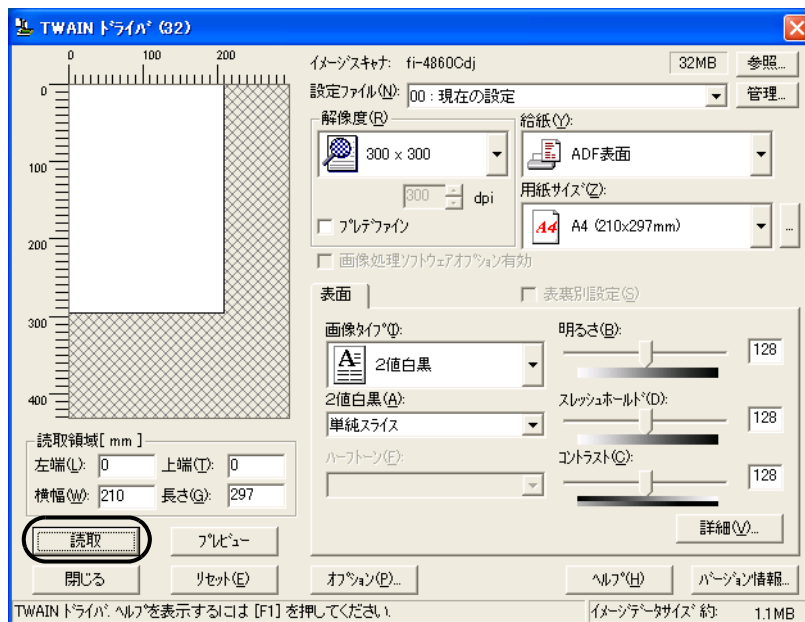 TWAIN ﾄﾞﾗｲﾊﾞ (32)
0 100 200
0
100
200
300
400
ｲﾒｰｼﾞｽｷｬﾅ: fi-4860Cdj 32MB 参照...
設定ﾌｧｲﾙ(N): 00 : 現在の設定 管理...
解像度(R)
300 × 300
300 dpi
ﾌﾟﾚﾃﾞﾌｧｲﾝ
給紙(Y):
ADF表面
用紙ｻｲｽﾞ(Z):
A4 A4 (210x297mm) ...
画像処理ｿﾌﾄｳｪｱｵﾌﾟｼｮﾝ有効
表面 表裏別設定(S)
画像ﾀｲﾌﾟ(I):
A 2値白黒
2値白黒(A):
単純ｽﾗｲｽ
ﾊｰﾌﾄｰﾝ(F):
明るさ(B):
128
ｽﾚｯｼｭﾎｰﾙﾄﾞ(D):
128
ｺﾝﾄﾗｽﾄ(C):
128
詳細(V)...
読取領域[ mm ]
左端(L): 0 上端(T): 0
横幅(W): 210 長さ(G): 297
読取 ﾌﾟﾚﾋﾞｭｰ
閉じる ﾘｾｯﾄ(E) ｵﾌﾟｼｮﾝ(P)... ﾍﾙﾌﾟ(H) ﾊﾞｰｼﾞｮﾝ情報...
TWAIN ﾄﾞﾗｲﾊﾞ. ﾍﾙﾌﾟを表示するには [F1] を押してください. ｲﾒｰｼﾞﾃﾞｰﾀｻｲｽﾞ 約: 1.1MB